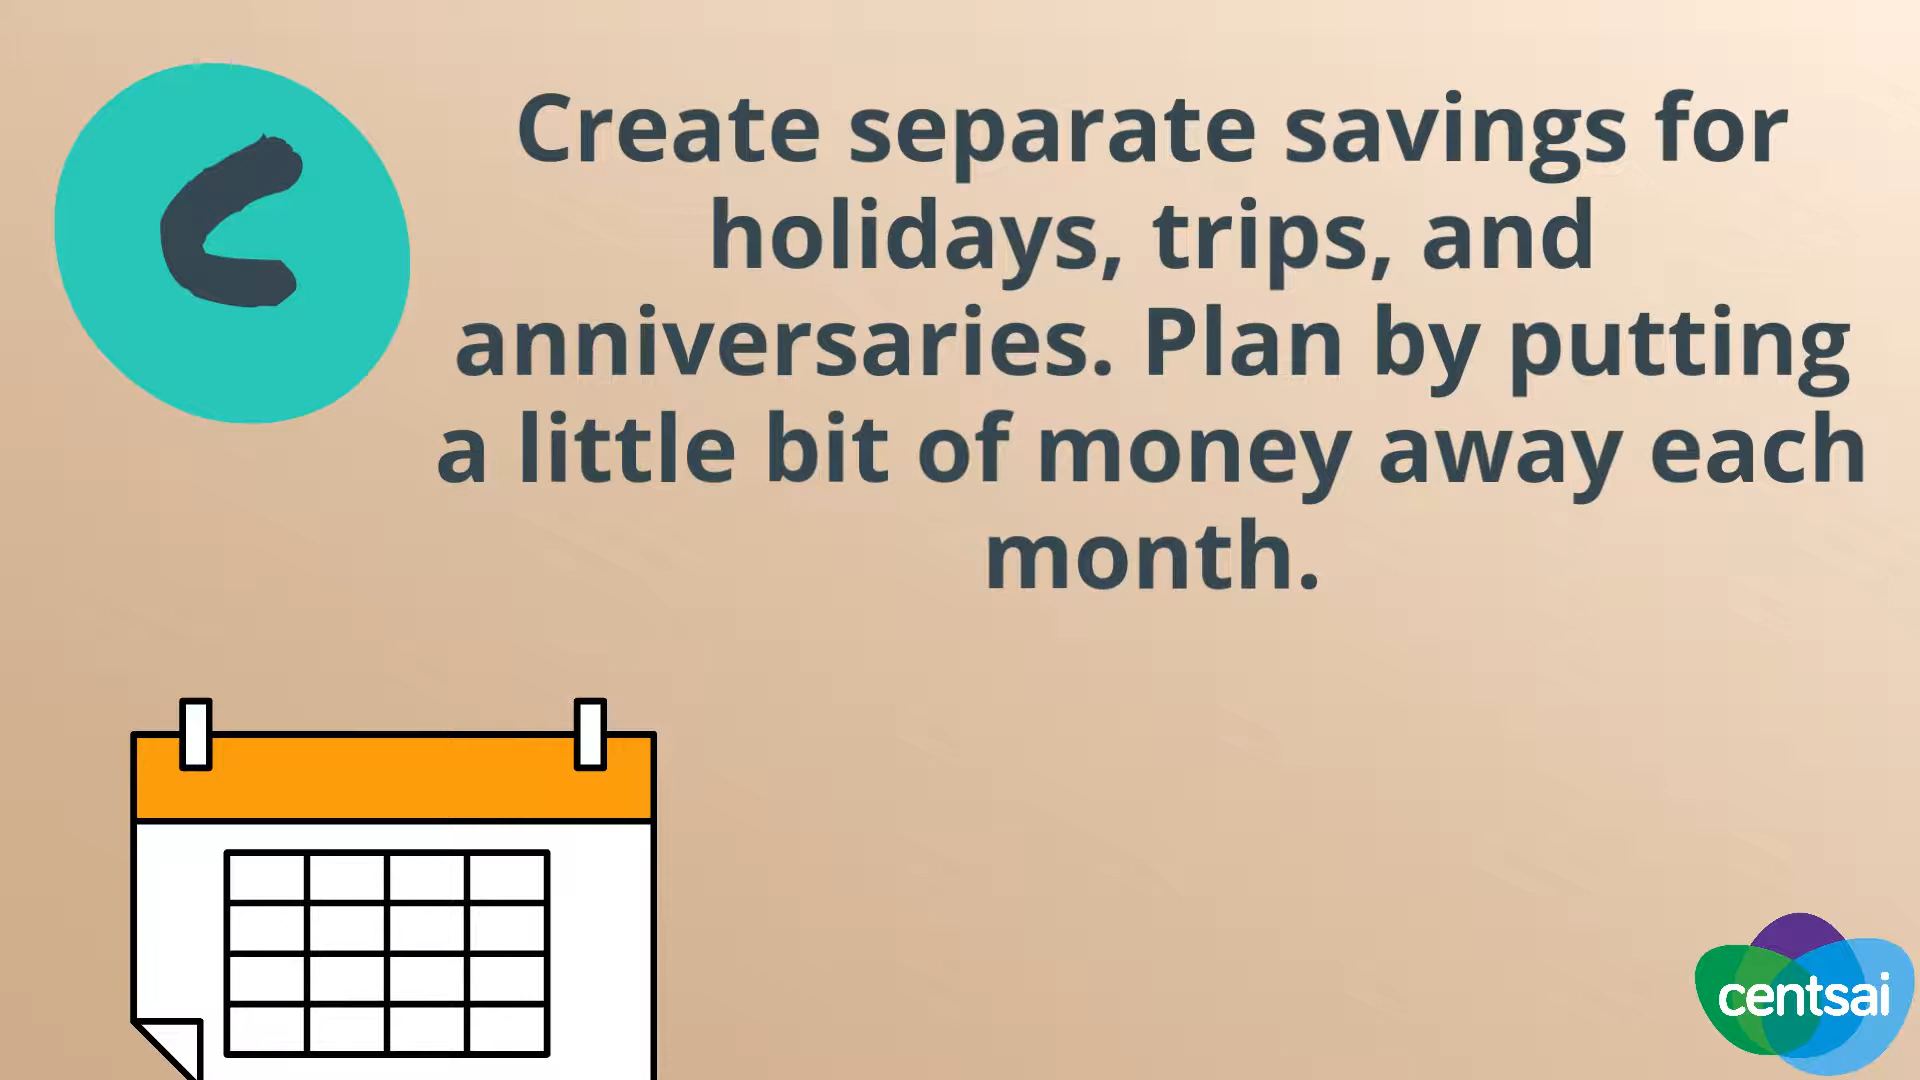 C
Create separate savings for
holidays, trips, and
anniversaries. Plan by putting
a little bit of money away each
month.
centsai